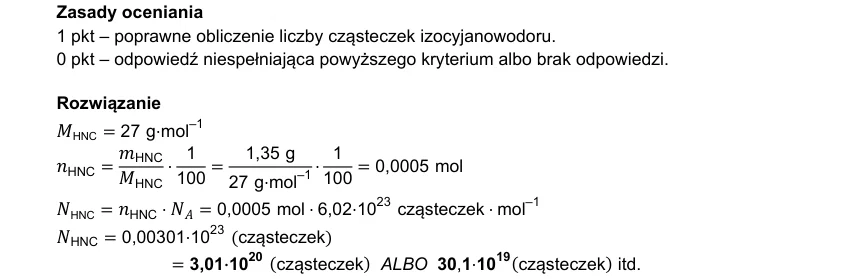 Zasady oceniania
1 pkt – poprawne obliczenie liczby cząsteczek izocyjanowodoru.
0 pkt – odpowiedź niespełniająca powyższego kryterium albo brak odpowiedzi.
Rozwiązanie
M_HNC = 27 g·mol⁻¹
n_HNC = m_HNC / M_HNC · 1/100 = 1,35 g / 27 g·mol⁻¹ · 1/100 = 0,0005 mol
N_HNC = n_HNC · N_A = 0,0005 mol · 6,02·10²³ cząsteczek · mol⁻¹
N_HNC = 0,00301·10²³ (cząsteczek)
= 3,01·10²⁰ (cząsteczek) ALBO 30,1·10¹⁹(cząsteczek) itd.